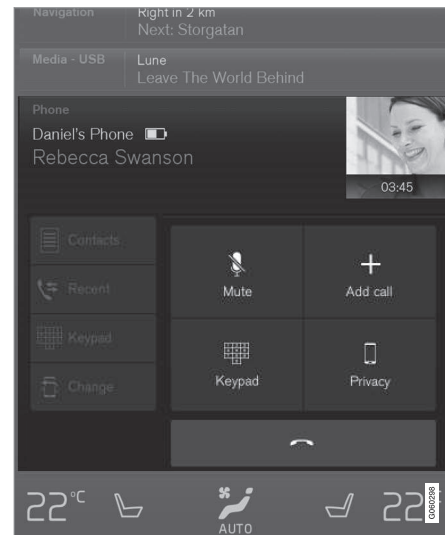 Navigation
Right in 2 km
Next: Storgatan
Media - USB
Lune
Leave The World Behind
Phone
Daniel's Phone
Rebecca Swanson
03:45
Contacts
Recent
Keypad
Change
Mute
Add call
Keypad
Privacy
22°C
AUTO
22
G060298